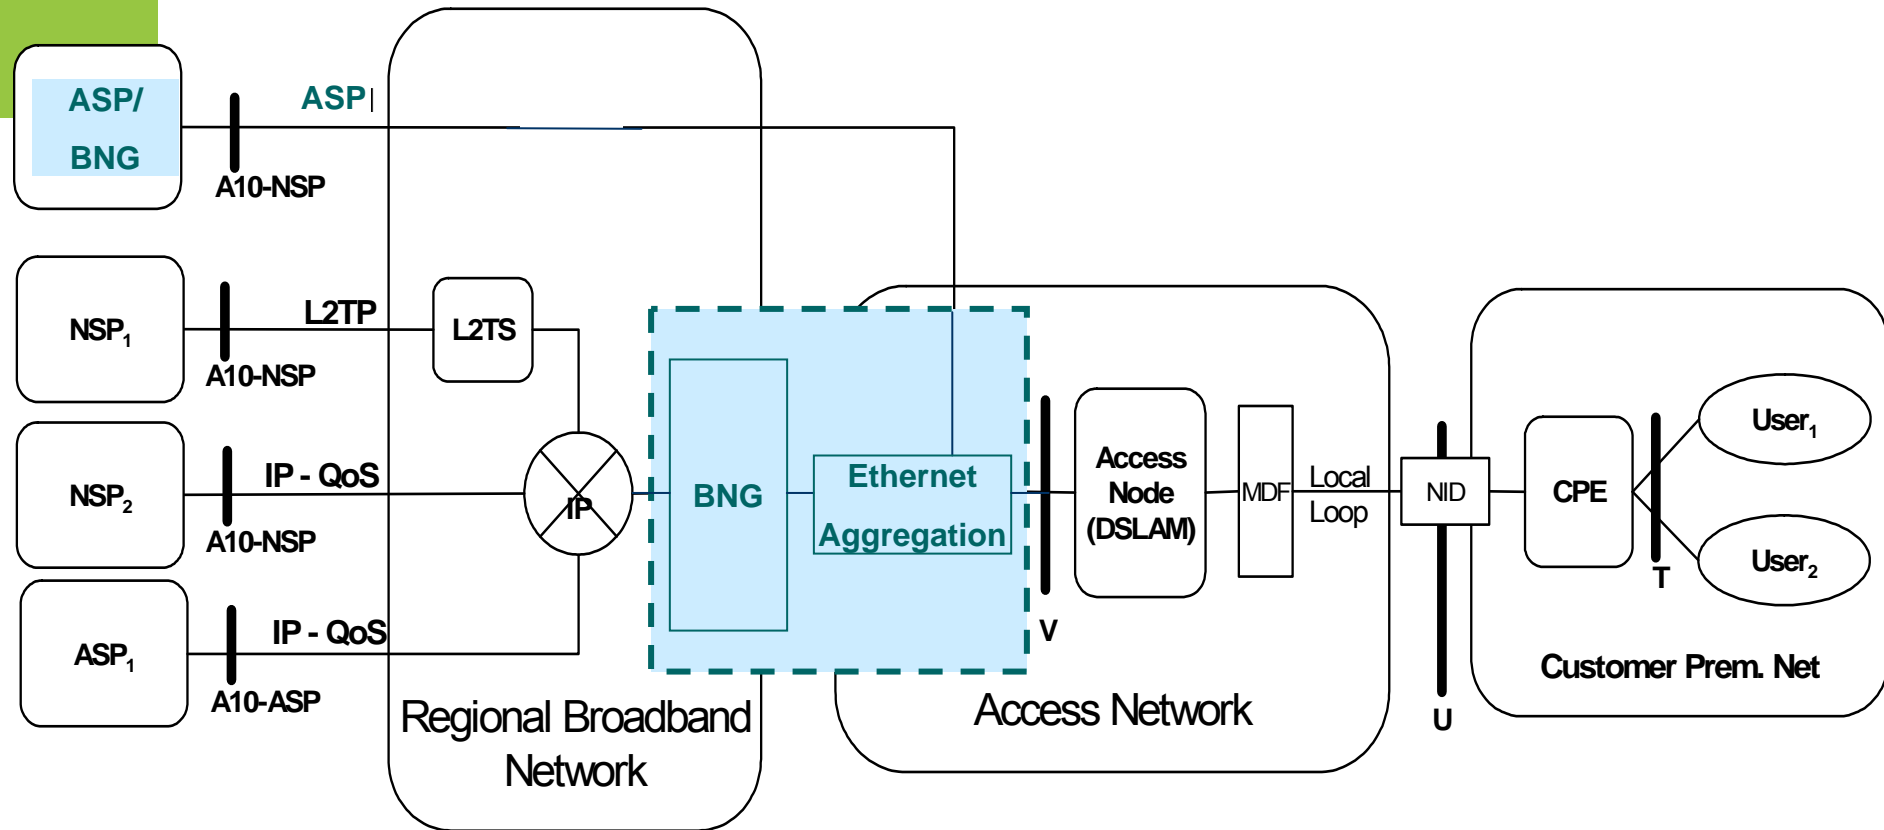 ASP/
BNG
ASP
A10-NSP
NSP1
L2TP
A10-NSP
L2TS
NSP2
IP - QoS
A10-NSP
IP
ASP1
IP - QoS
A10-ASP
Regional Broadband
Network
BNG
Ethernet
Aggregation
V
Access
Node
(DSLAM)
MDF
Local
Loop
Access Network
NID
U
CPE
T
User1
User2
Customer Prem. Net